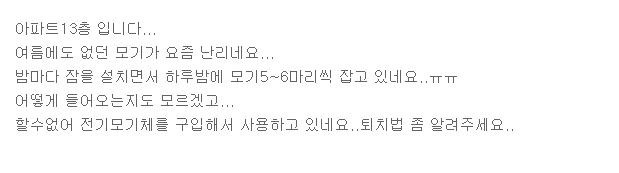 아파트13층 입니다...
여름에도 없던 모기가 요즘 난리네요...
밤마다 잠을 설치면서 하루밤에 모기5~6마리씩 잡고 있네요..ㅠㅠ
어떻게 들어오는지도 모르겠고...
할수없어 전기모기체를 구입해서 사용하고 있네요..퇴치법 좀 알려주세요..